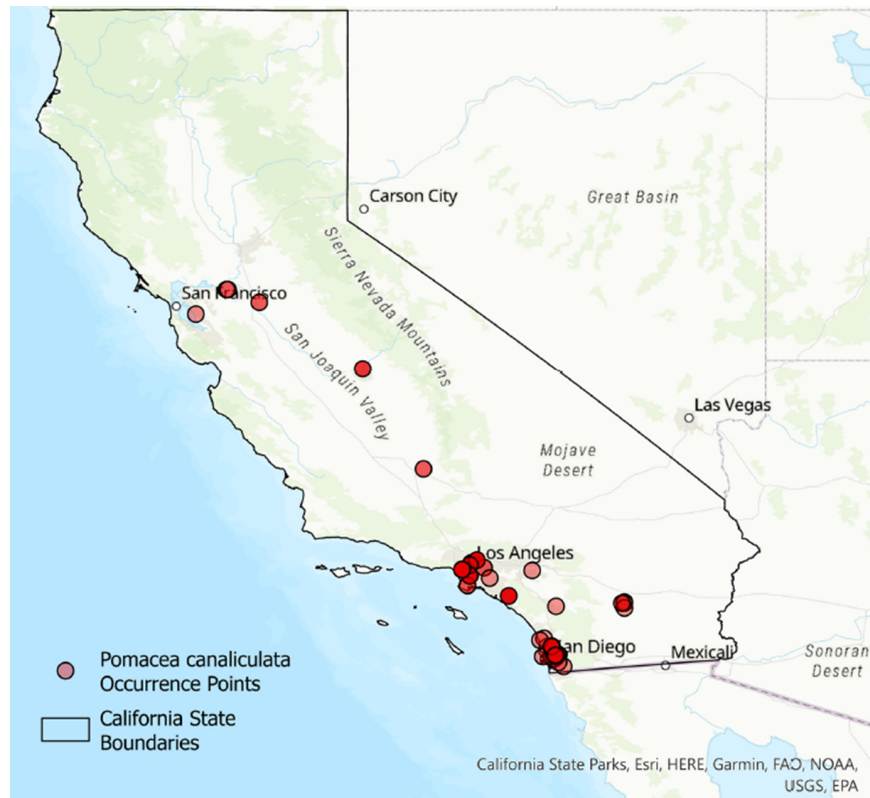 Carson City
Great Basin
Sierra Nevada Mountains
San Francisco
San Joaquin Valley
Las Vegas
Mojave
Desert
Los Angeles
San Diego
Mexicali
Sonoran
Desert
Pomacea canaliculata
Occurrence Points
California State
Boundaries
California State Parks, Esri, HERE, Garmin, FAO, NOAA,
USGS, EPA